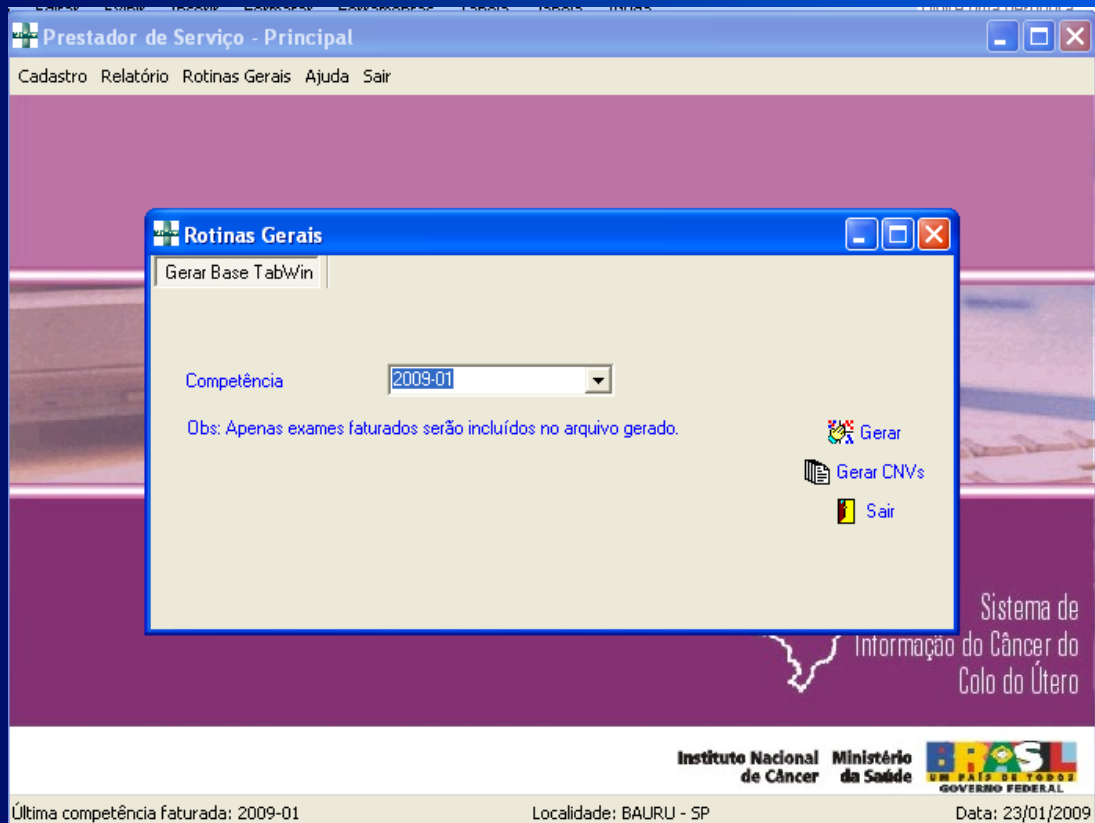 Prestador de Serviço - Principal
Cadastro Relatório Rotinas Gerais Ajuda Sair
Rotinas Gerais
Gerar Base TabWin
Competência 2009-01
Obs: Apenas exames faturados serão incluídos no arquivo gerado.
Gerar
Gerar CNVs
Sair
Sistema de
Informação do Câncer do
Colo do Útero
Instituto Nacional
de Câncer
Ministério
da Saúde
BRASIL
UM PAÍS DE TODOS
GOVERNO FEDERAL
Última competência faturada: 2009-01 Localidade: BAURU - SP Data: 23/01/2009